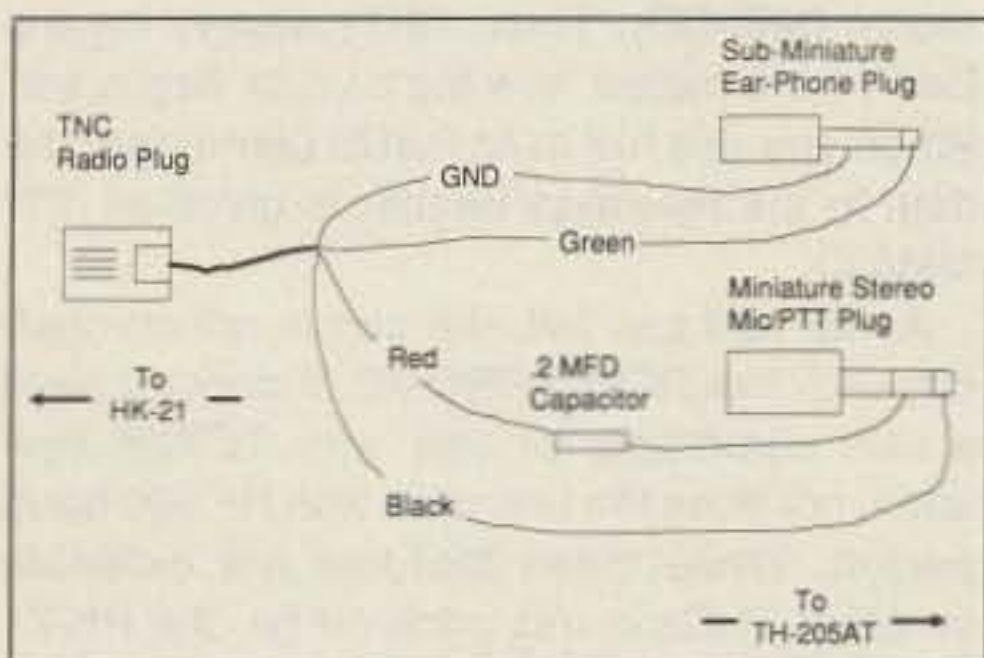 Sub-Miniature
Ear-Phone Plug
TNC
Radio Plug
GND
Green
Miniature Stereo
Mic/PTT Plug
Red
.2 MFD
Capacitor
To
HK-21
Black
To
TH-205AT